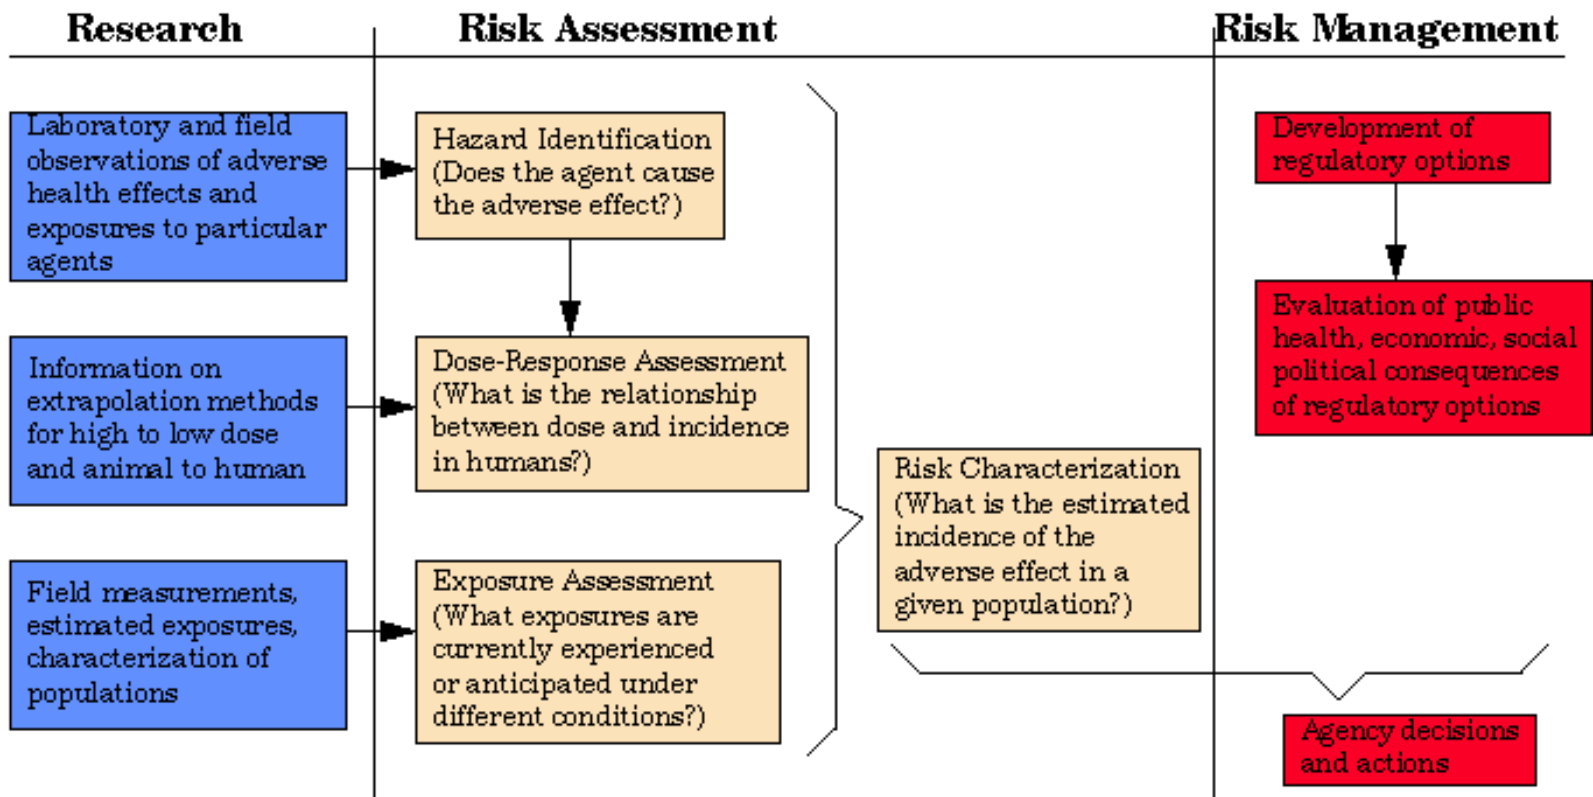 Research
Risk Assessment
Risk Management
Laboratory and field
observations of adverse
health effects and
exposures to particular
agents
Hazard Identification
(Does the agent cause
the adverse effect?)
Development of
regulatory options
Information on
extrapolation methods
for high to low dose
and animal to human
Dose-Response Assessment
(What is the relationship
between dose and incidence
in humans?)
Evaluation of public
health, economic, social
political consequences
of regulatory options
Field measurements,
estimated exposures,
characterization of
populations
Exposure Assessment
(What exposures are
currently experienced
or anticipated under
different conditions?)
Risk Characterization
(What is the estimated
incidence of the
adverse effect in a
given population?)
Agency decisions
and actions